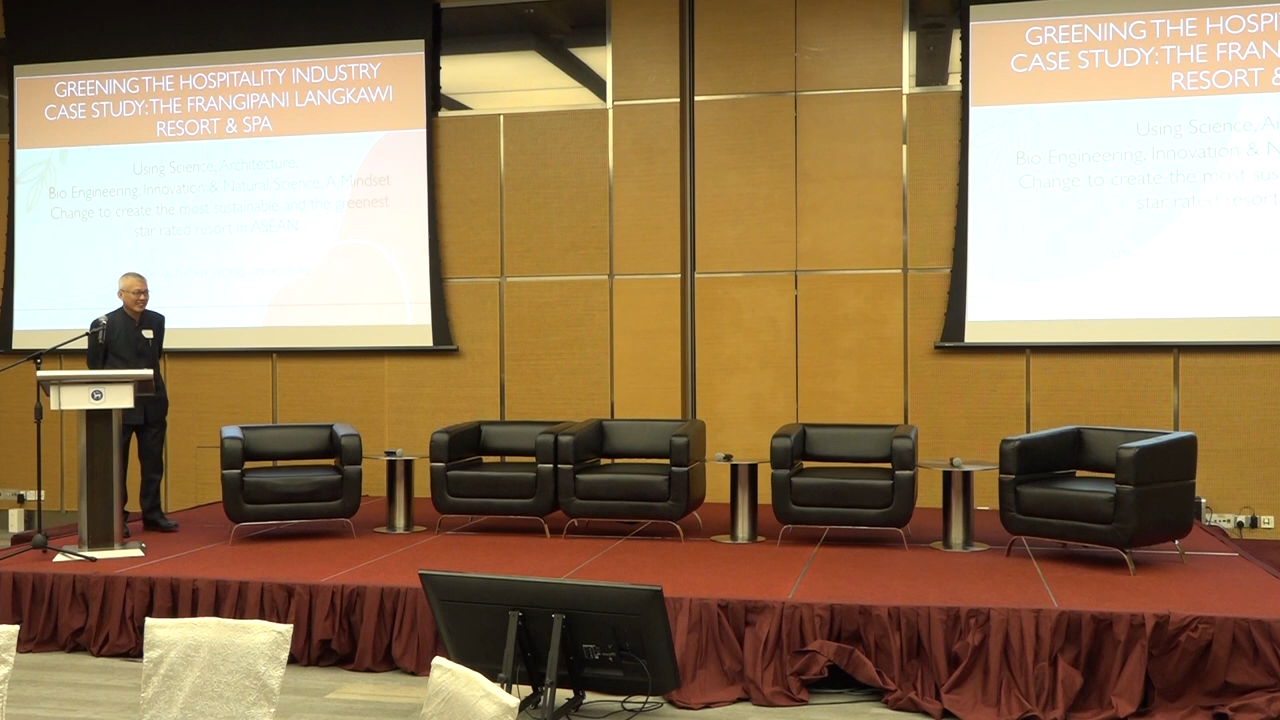 GREENING THE HOSPITALITY INDUSTRY
CASE STUDY: THE FRANGIPANI LANGKAWI
RESORT & SPA
Using Science, Architecture,
Bio Engineering, Innovation & Natural Science. A Mindset
Change to create the most sustainable and the greenest
star rated resort in ASEAN.
GREENING THE HOSPI
CASE STUDY: THE FRAN
RESORT &
Using Science, Ar
Bio Engineering, Innovation & N
Change to create the most sus
star rated resort